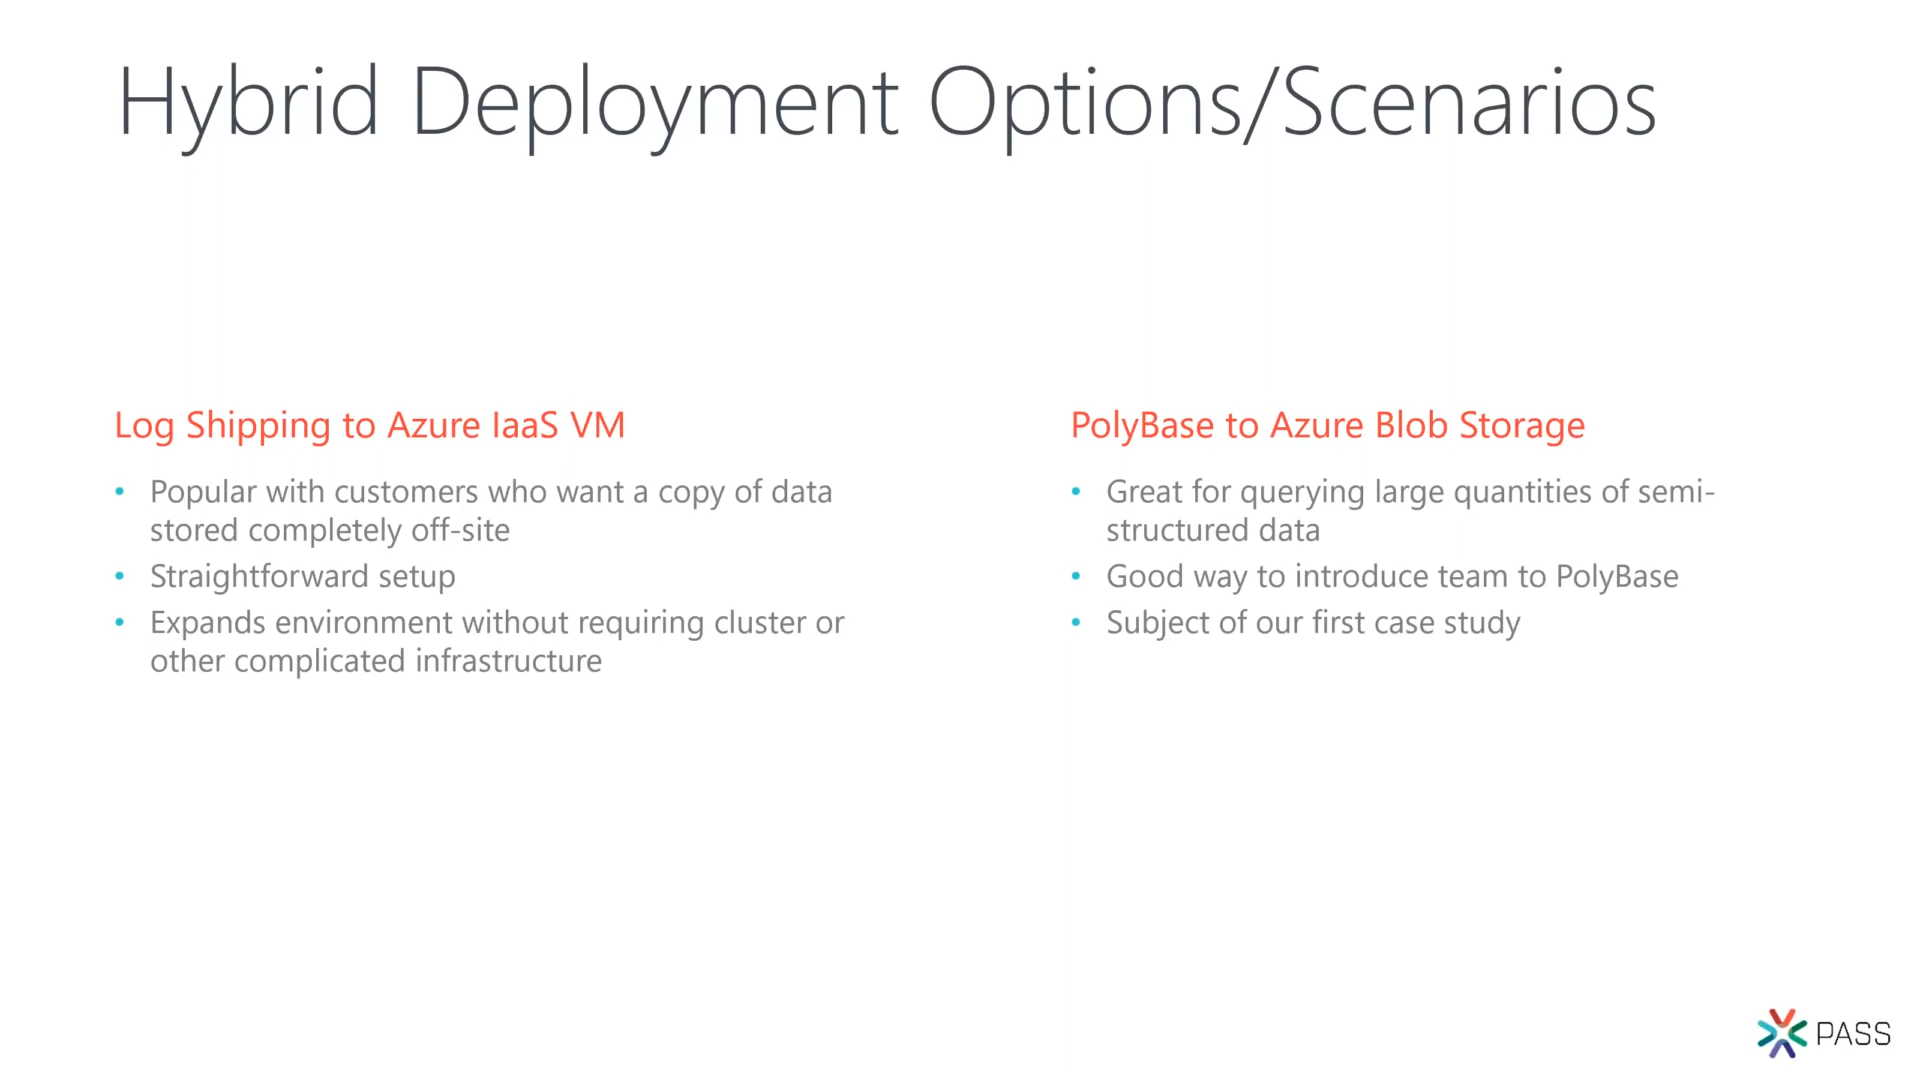 Hybrid Deployment Options/Scenarios
Log Shipping to Azure IaaS VM
• Popular with customers who want a copy of data
stored completely off-site
• Straightforward setup
• Expands environment without requiring cluster or
other complicated infrastructure
PolyBase to Azure Blob Storage
• Great for querying large quantities of semi-
structured data
• Good way to introduce team to PolyBase
• Subject of our first case study
PASS